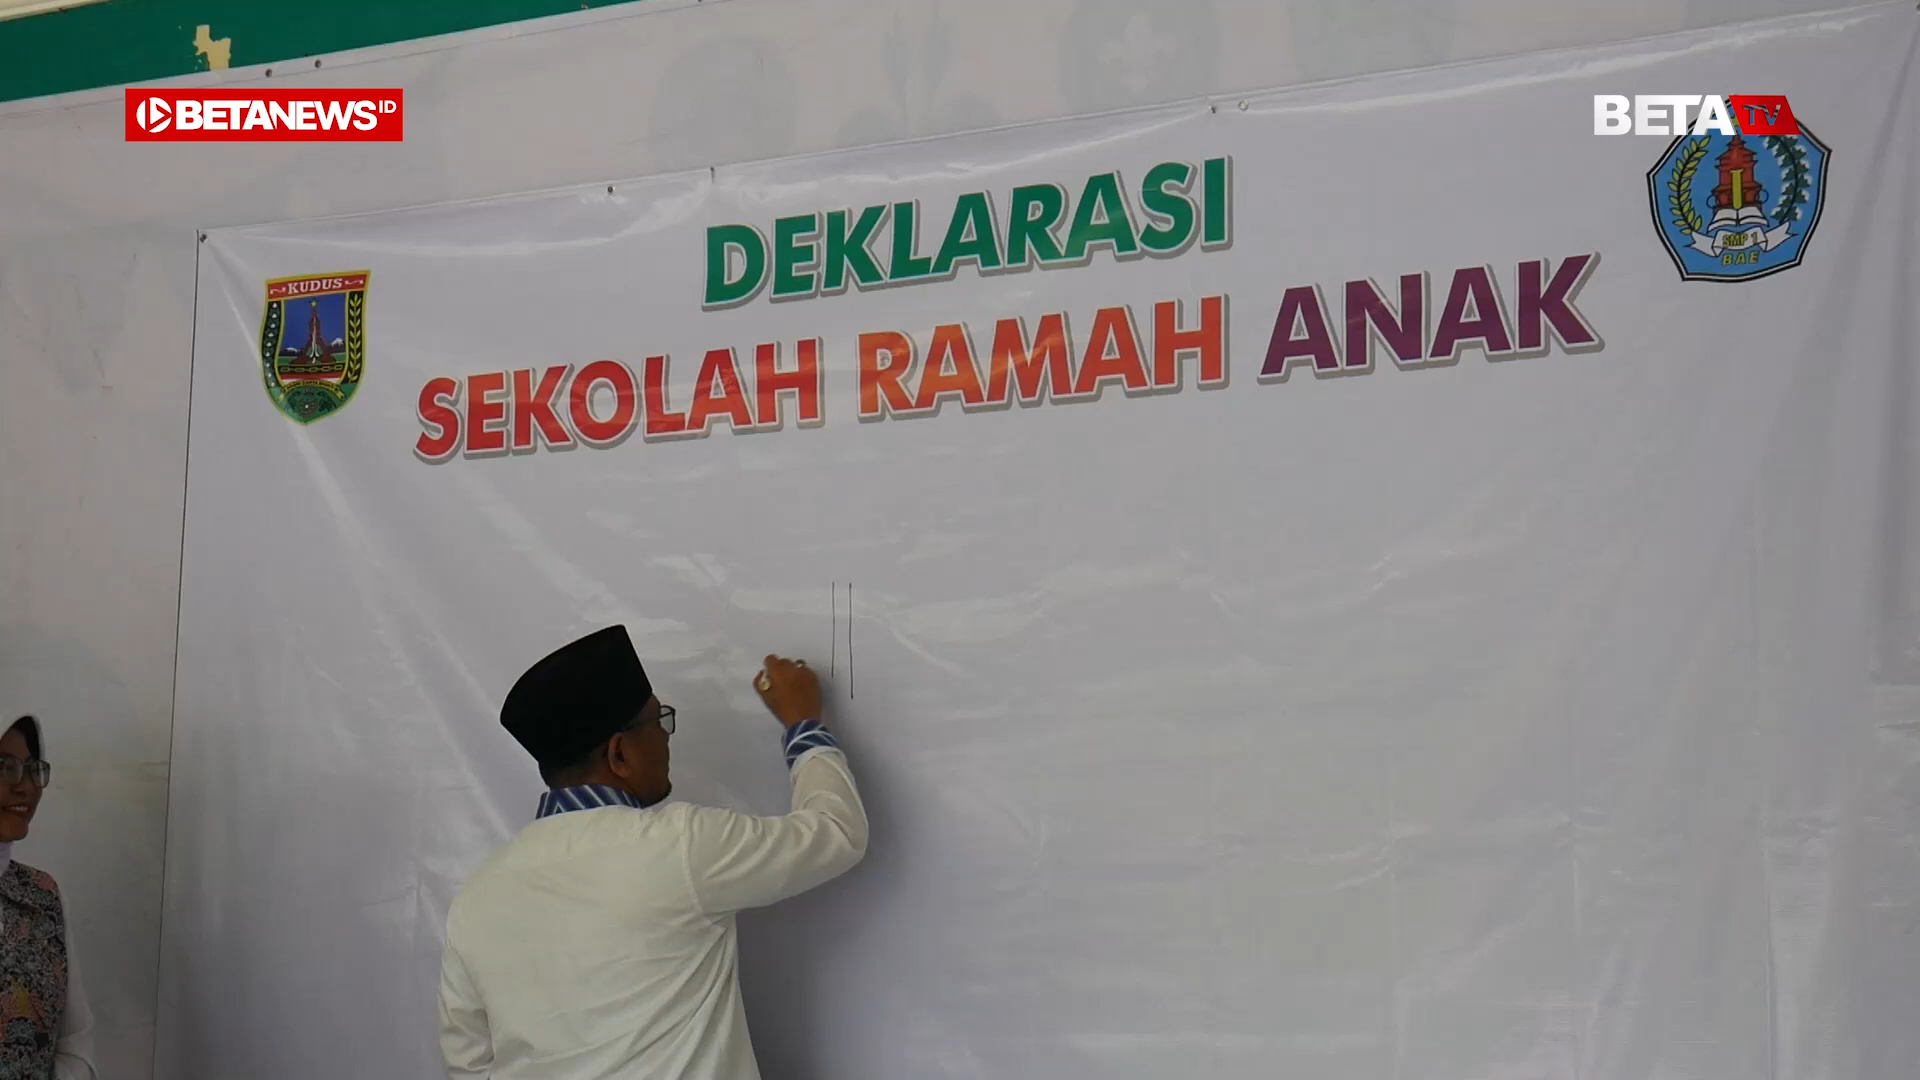 BETANEWS ID
BETA TV
DEKLARASI
SEKOLAH RAMAH ANAK
KUDUS
SMP 1
BAE